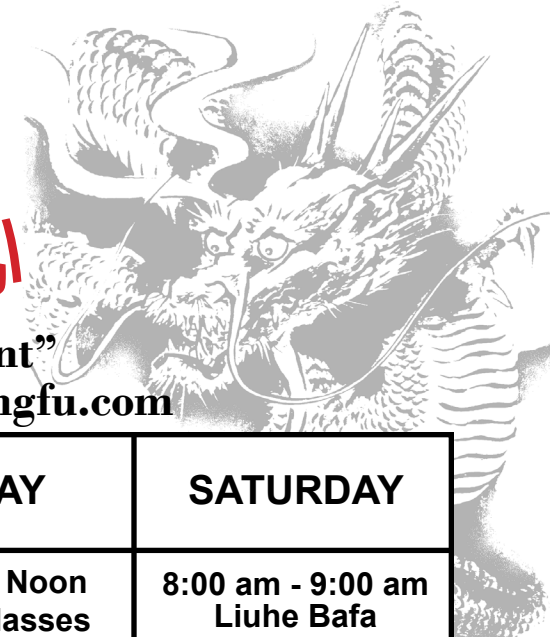 nt”
ngfu.com
AY SATURDAY
Noon 8:00 am - 9:00 am
lasses Liuhe Bafa